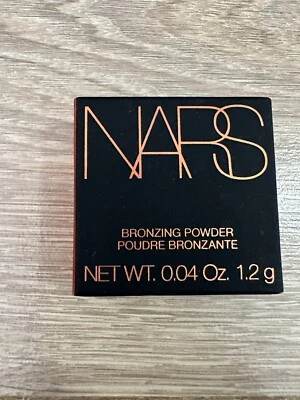 NARS
BRONZING POWDER
POUDRE BRONZANTE
NET WT. 0.04 Oz. 1.2 g